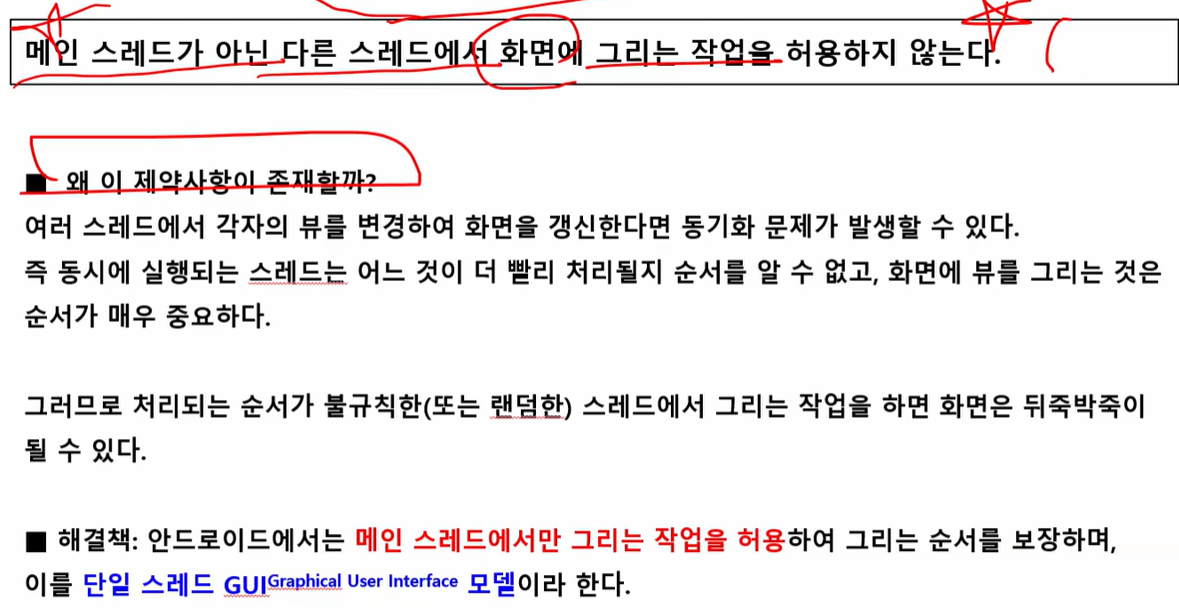 메인 스레드가 아닌 다른 스레드에서 화면에 그리는 작업을 허용하지 않는다.
■ 왜 이 제약사항이 존재할까?
여러 스레드에서 각자의 뷰를 변경하여 화면을 갱신한다면 동기화 문제가 발생할 수 있다.
즉 동시에 실행되는 스레드는 어느 것이 더 빨리 처리될지 순서를 알 수 없고, 화면에 뷰를 그리는 것은
순서가 매우 중요하다.
그러므로 처리되는 순서가 불규칙한(또는 랜덤한) 스레드에서 그리는 작업을 하면 화면은 뒤죽박죽이
될 수 있다.
■ 해결책: 안드로이드에서는 메인 스레드에서만 그리는 작업을 허용하여 그리는 순서를 보장하며,
이를 단일 스레드 GUIGraphical User Interface 모델이라 한다.